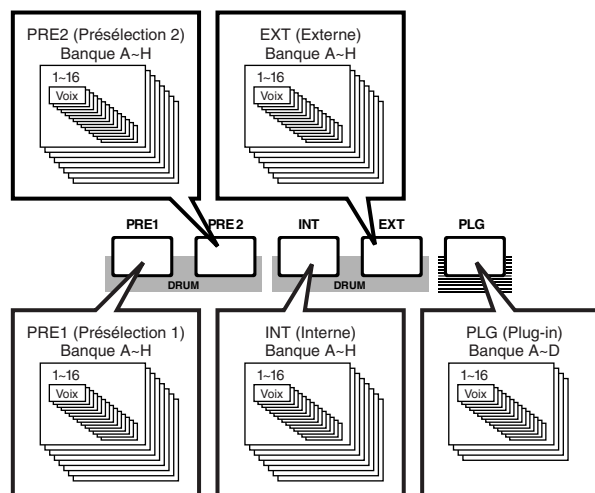 PRE2 (Présélection 2)
Banque A~H
1~16
Voix
EXT (Externe)
Banque A~H
1~16
Voix
PRE1
PRE 2
INT
EXT
PLG
DRUM
DRUM
PRE1 (Présélection 1)
Banque A~H
1~16
Voix
INT (Interne)
Banque A~H
1~16
Voix
PLG (Plug-in)
Banque A~D
1~16
Voix